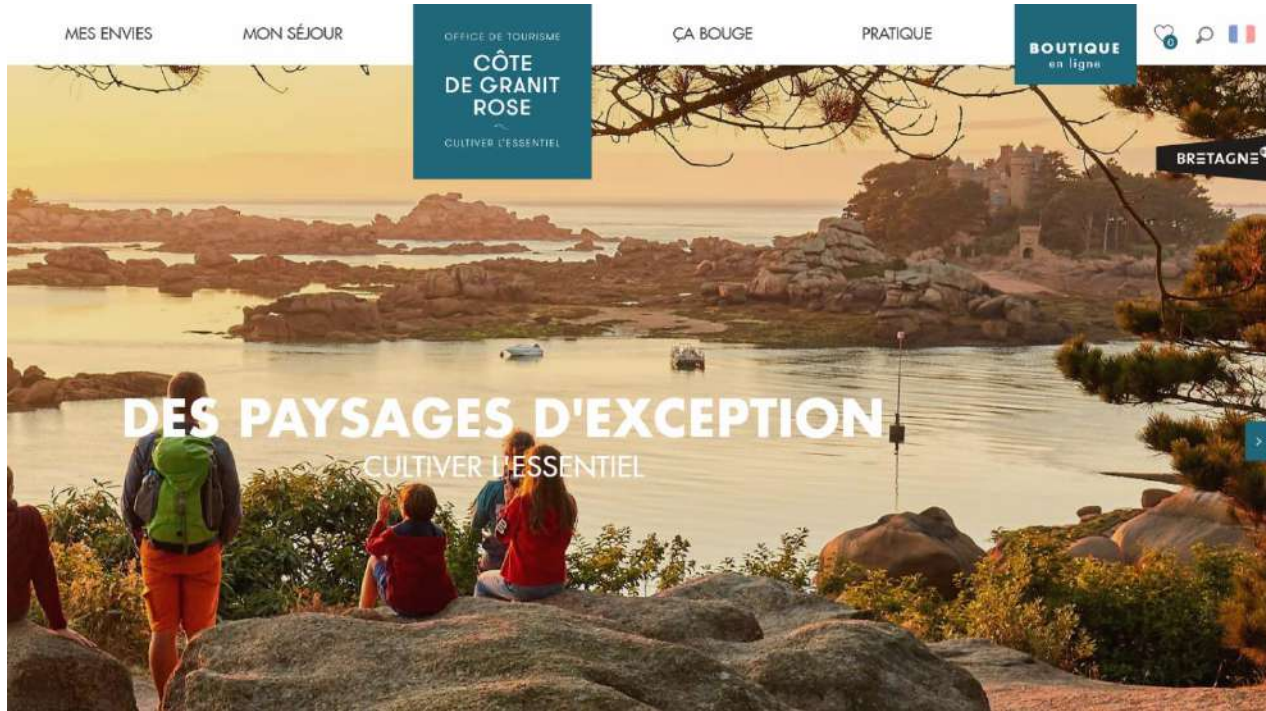 MES ENVIES
MON SÉJOUR
OFFICE DE TOURISME
CÔTE
DE GRANIT
ROSE
CULTIVER L'ESSENTIEL
ÇA BOUGE
PRATIQUE
BOUTIQUE
en ligne
0
BRETAGNE
DES PAYSAGES D'EXCEPTION
CULTIVER L'ESSENTIEL